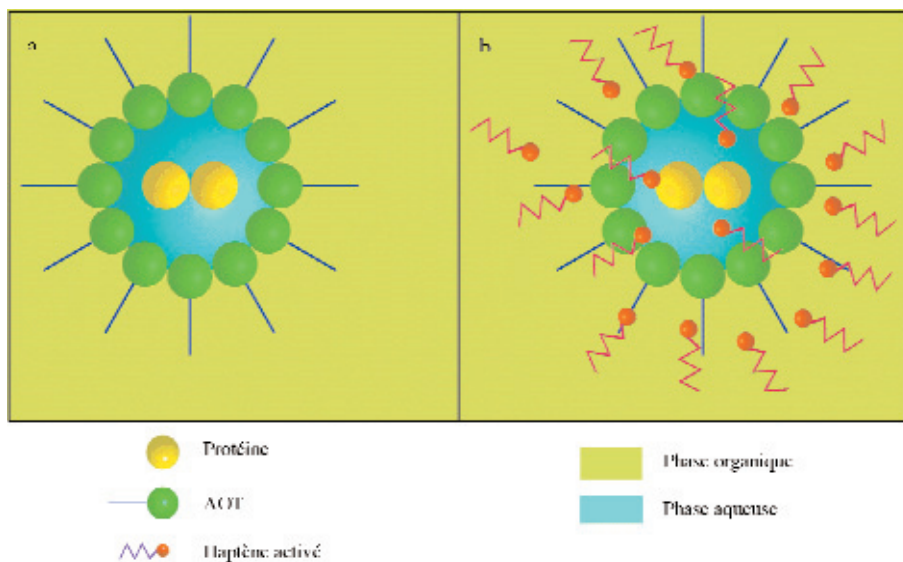 a
b
Protéine
AOT
Haptène activé
Phase organique
Phase aqueuse